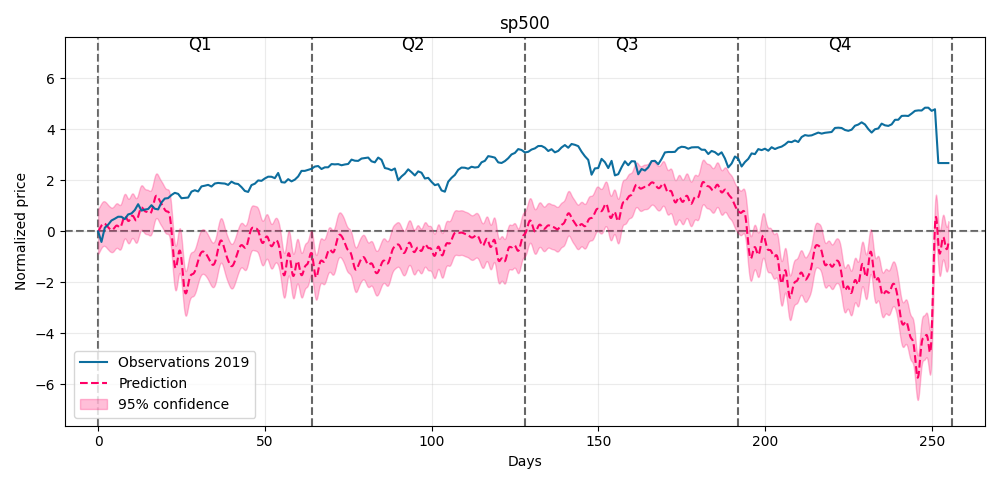 sp500
Q1 Q2 Q3 Q4
Normalized price
6
4
2
0
−2
−4
−6
Observations 2019
Prediction
95% confidence
0 50 100 150 200 250
Days